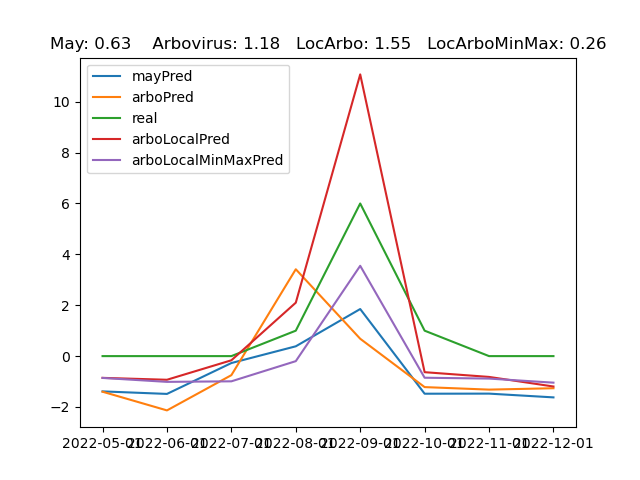 May: 0.63    Arbovirus: 1.18   LocArbo: 1.55   LocArboMinMax: 0.26
mayPred
arboPred
real
arboLocalPred
arboLocalMinMaxPred
10
8
6
4
2
0
−2
2022-05-01 2022-06-01 2022-07-01 2022-08-01 2022-09-01 2022-10-01 2022-11-01 2022-12-01